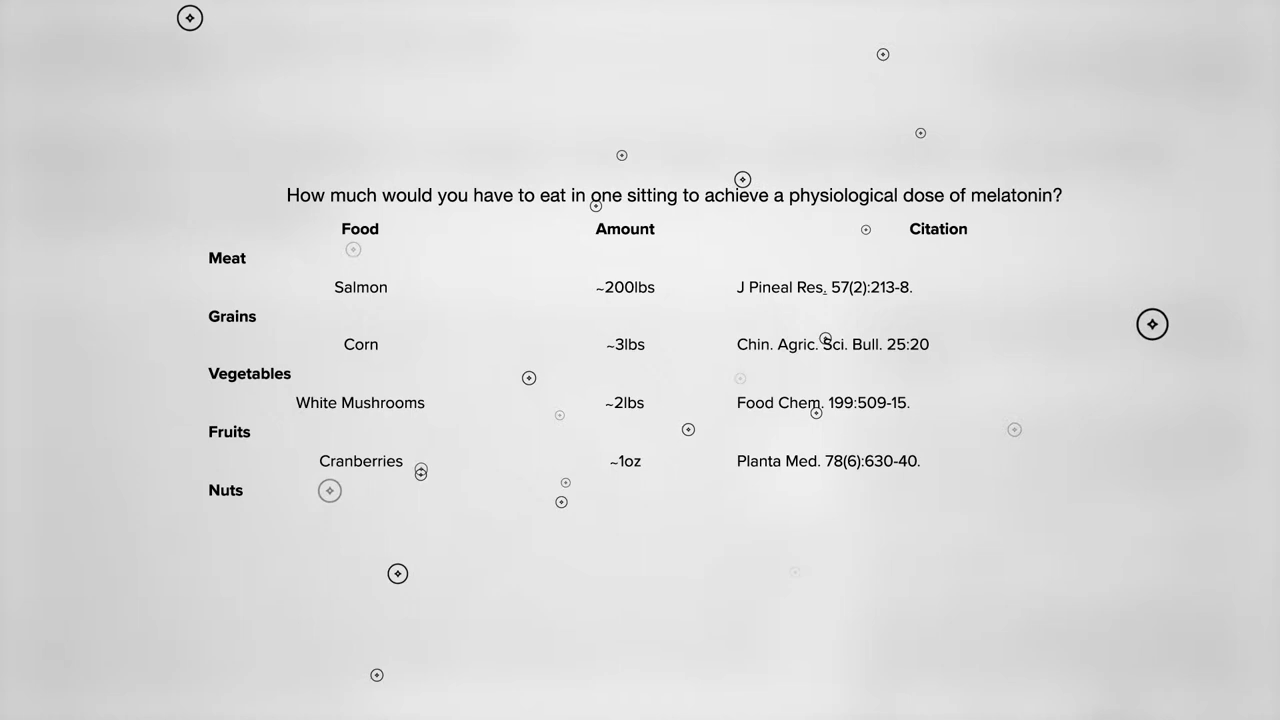 How much would you have to eat in one sitting to achieve a physiological dose of melatonin?
Food Amount Citation
Meat
Salmon ~200lbs J Pineal Res. 57(2):213-8.
Grains
Corn ~3lbs Chin. Agric. Sci. Bull. 25:20
Vegetables
White Mushrooms ~2lbs Food Chem. 199:509-15.
Fruits
Cranberries ~1oz Planta Med. 78(6):630-40.
Nuts